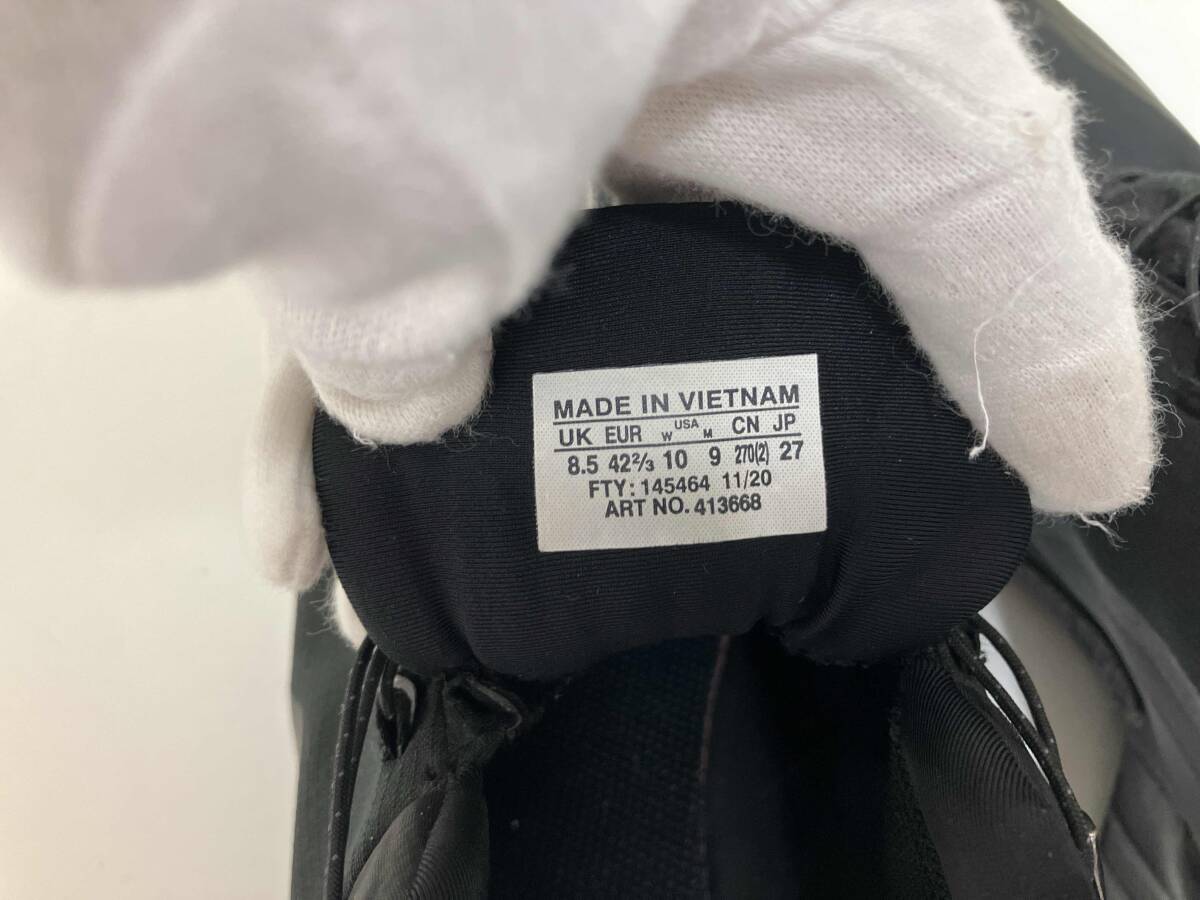 MADE IN VIETNAM
UK EUR W USA M CN JP
8.5 42⅔ 10 9 270(2) 27
FTY: 145464 11/20
ART NO. 413668